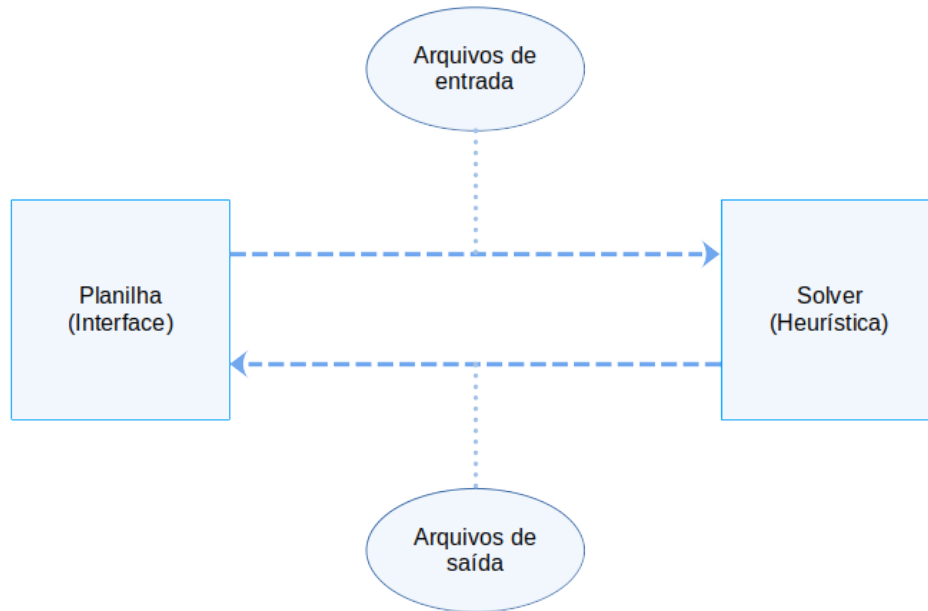 Arquivos de
entrada
Planilha
(Interface)
Solver
(Heurística)
Arquivos de
saída